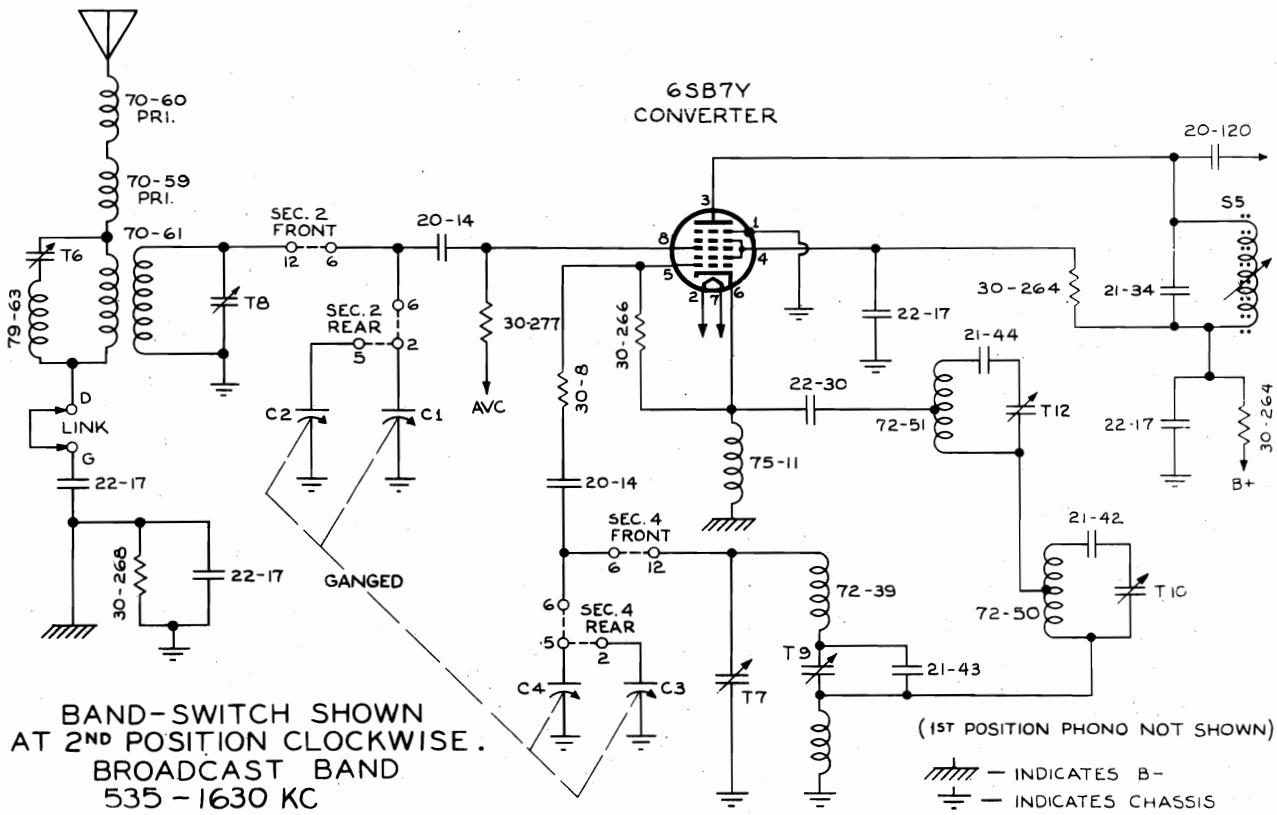 70-60
PRI.
70-59
PRI.
T6
70-61
79-63
D
LINK
G
22-17
30-268
22-17
T8
SEC. 2
FRONT
12
6
20-14
6
SEC. 2
REAR
5
2
C2
C1
30-277
AVC
GANGED
6SB7Y
CONVERTER
3
1
8
5
4
2
7
6
30-266
30-8
20-14
22-17
22-30
75-11
SEC. 4
FRONT
6
12
6
SEC. 4
REAR
5
2
C4
C3
T7
72-39
T9
21-43
72-51
21-44
T12
72-50
21-42
T10
20-120
S5
30-264
21-34
22-17
30-264
B+
BAND-SWITCH SHOWN
AT 2ND POSITION CLOCKWISE.
BROADCAST BAND
535-1630 KC
(1ST POSITION PHONO NOT SHOWN)
- INDICATES B-
- INDICATES CHASSIS